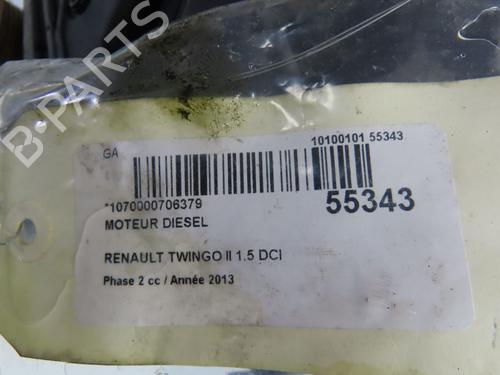 B-PARTS
GA
10100101 55343
*1070000706379
55343
MOTEUR DIESEL
RENAULT TWINGO II 1.5 DCI
Phase 2 cc / Année 2013